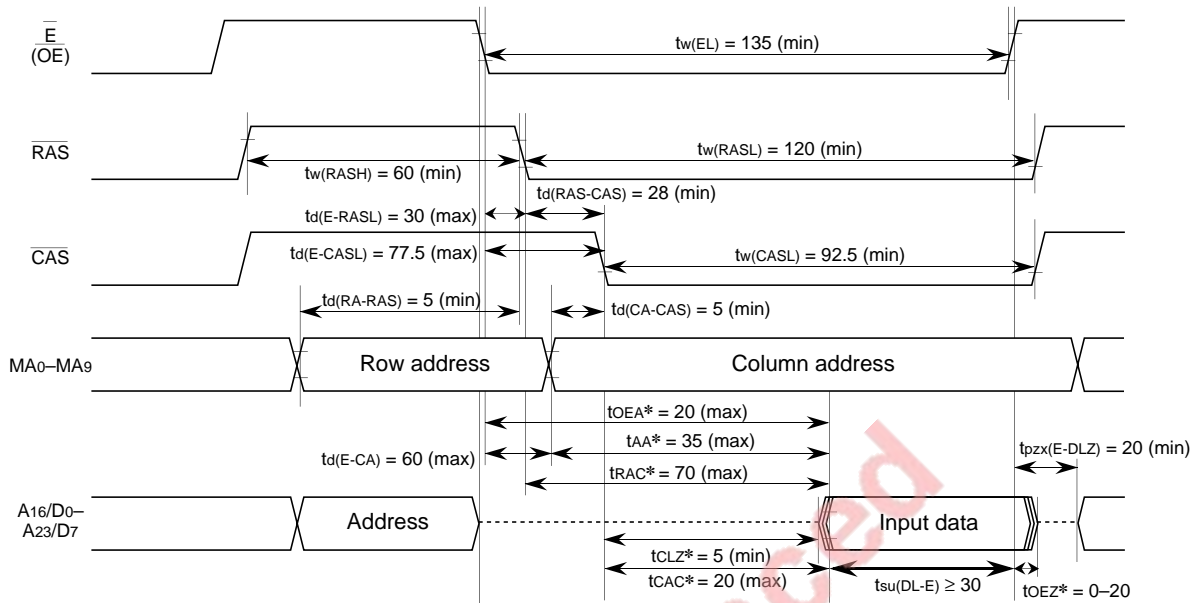 E
(OE)
tw(EL) = 135 (min)
RAS
tw(RASH) = 60 (min)
tw(RASL) = 120 (min)
td(RAS-CAS) = 28 (min)
td(E-RASL) = 30 (max)
CAS
td(E-CASL) = 77.5 (max)
tw(CASL) = 92.5 (min)
td(RA-RAS) = 5 (min)
td(CA-CAS) = 5 (min)
MA0–MA9
Row address
Column address
tOEA* = 20 (max)
tAA* = 35 (max)
td(E-CA) = 60 (max)
tpzx(E-DLZ) = 20 (min)
tRAC* = 70 (max)
A16/D0–
A23/D7
Address
Input data
tCLZ* = 5 (min)
tCAC* = 20 (max)
tsu(DL-E) ≥ 30
tOEZ* = 0–20